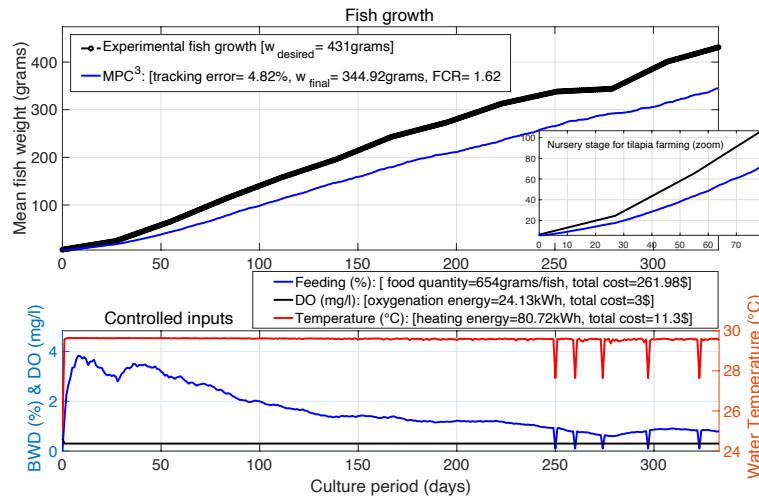 Fish growth
Mean fish weight (grams)
400
300
200
100
Experimental fish growth [w desired= 431grams]
MPC3: [tracking error= 4.82%, w final= 344.92grams, FCR= 1.62
Nursery stage for tilapia farming (zoom)
100
80
60
40
20
0 10 20 30 40 50 60 70
0 50 100 150 200 250 300
Feeding (%): [ food quantity=654grams/fish, total cost=261.98$]
DO (mg/l): [oxygenation energy=24.13kWh, total cost=3$]
Temperature (°C): [heating energy=80.72kWh, total cost=11.3$]
Controlled inputs
BWD (%) & DO (mg/l)
4
2
0
30
28
26
24
Water Temperature (°C)
0 50 100 150 200 250 300
Culture period (days)